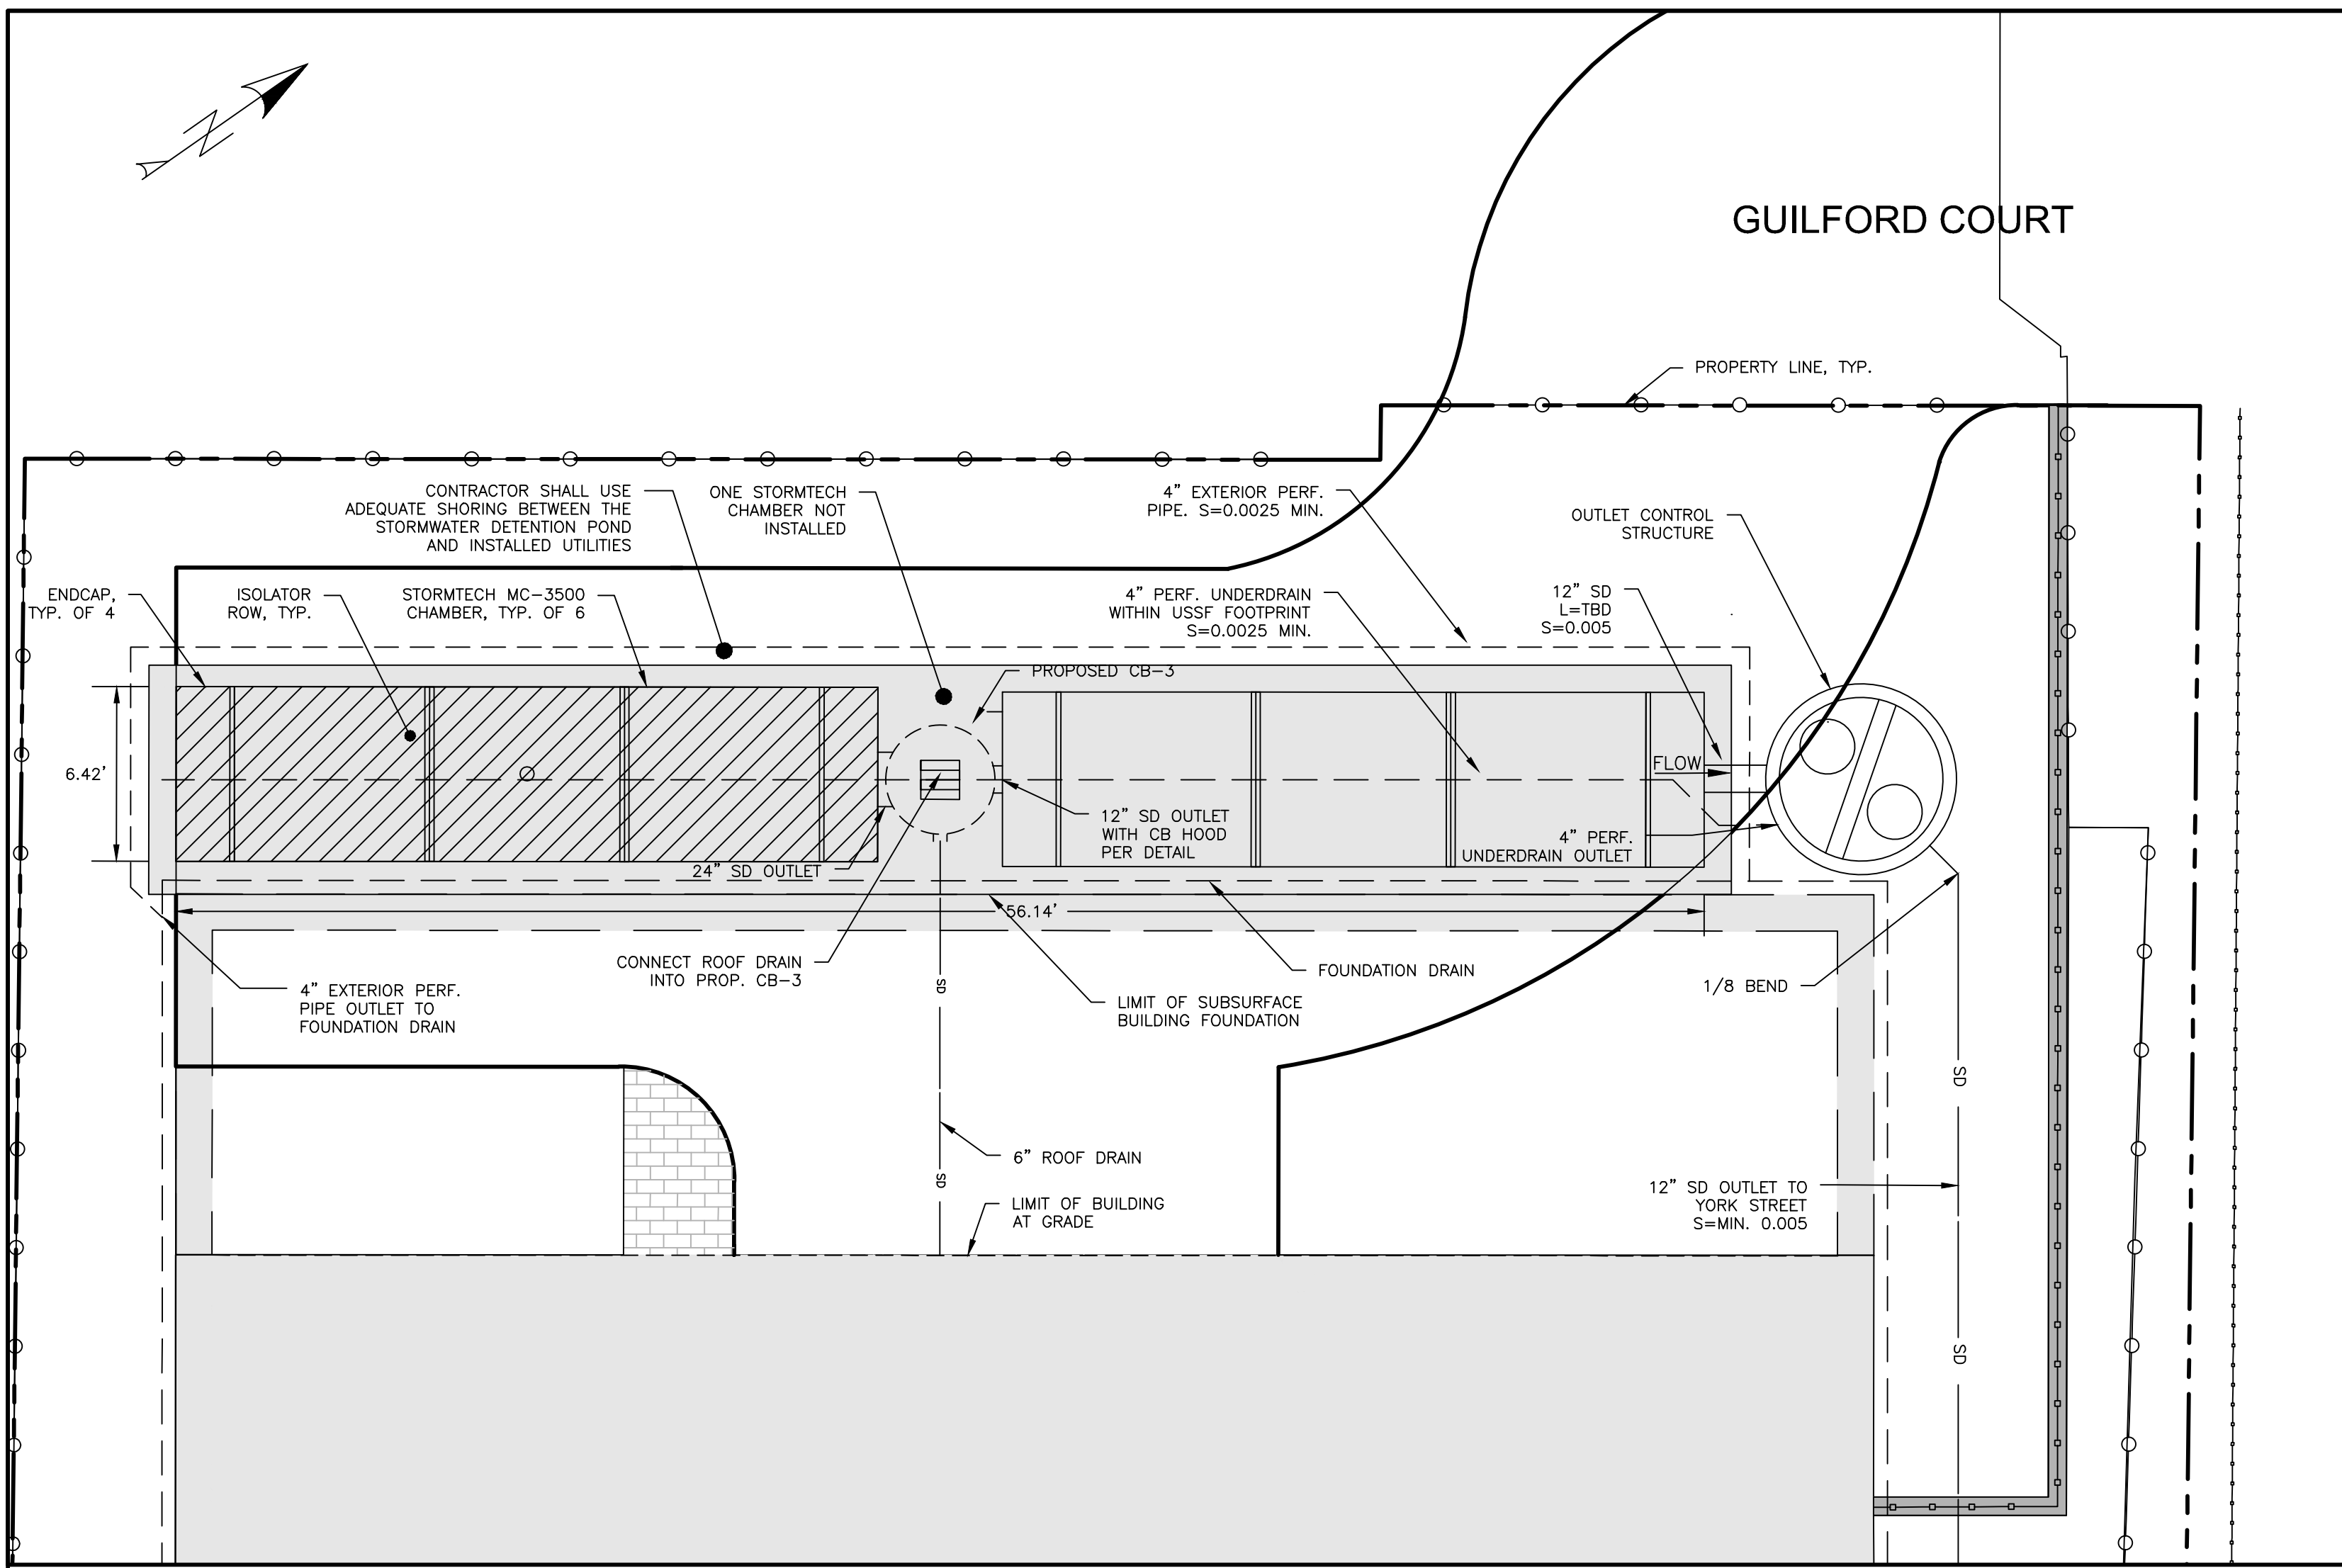 N
GUILFORD COURT
PROPERTY LINE, TYP.
CONTRACTOR SHALL USE
ADEQUATE SHORING BETWEEN THE
STORMWATER DETENTION POND
AND INSTALLED UTILITIES
ONE STORMTECH
CHAMBER NOT
INSTALLED
4" EXTERIOR PERF.
PIPE. S=0.0025 MIN.
OUTLET CONTROL
STRUCTURE
ENDCAP,
TYP. OF 4
ISOLATOR
ROW, TYP.
STORMTECH MC-3500
CHAMBER, TYP. OF 6
4" PERF. UNDERDRAIN
WITHIN USSF FOOTPRINT
S=0.0025 MIN.
12" SD
L=TBD
S=0.005
PROPOSED CB-3
6.42'
FLOW
12" SD OUTLET
WITH CB HOOD
PER DETAIL
4" PERF.
UNDERDRAIN OUTLET
24" SD OUTLET
56.14'
CONNECT ROOF DRAIN
INTO PROP. CB-3
FOUNDATION DRAIN
4" EXTERIOR PERF.
PIPE OUTLET TO
FOUNDATION DRAIN
SD
LIMIT OF SUBSURFACE
BUILDING FOUNDATION
1/8 BEND
SD
6" ROOF DRAIN
SD
LIMIT OF BUILDING
AT GRADE
12" SD OUTLET TO
YORK STREET
S=MIN. 0.005
SD